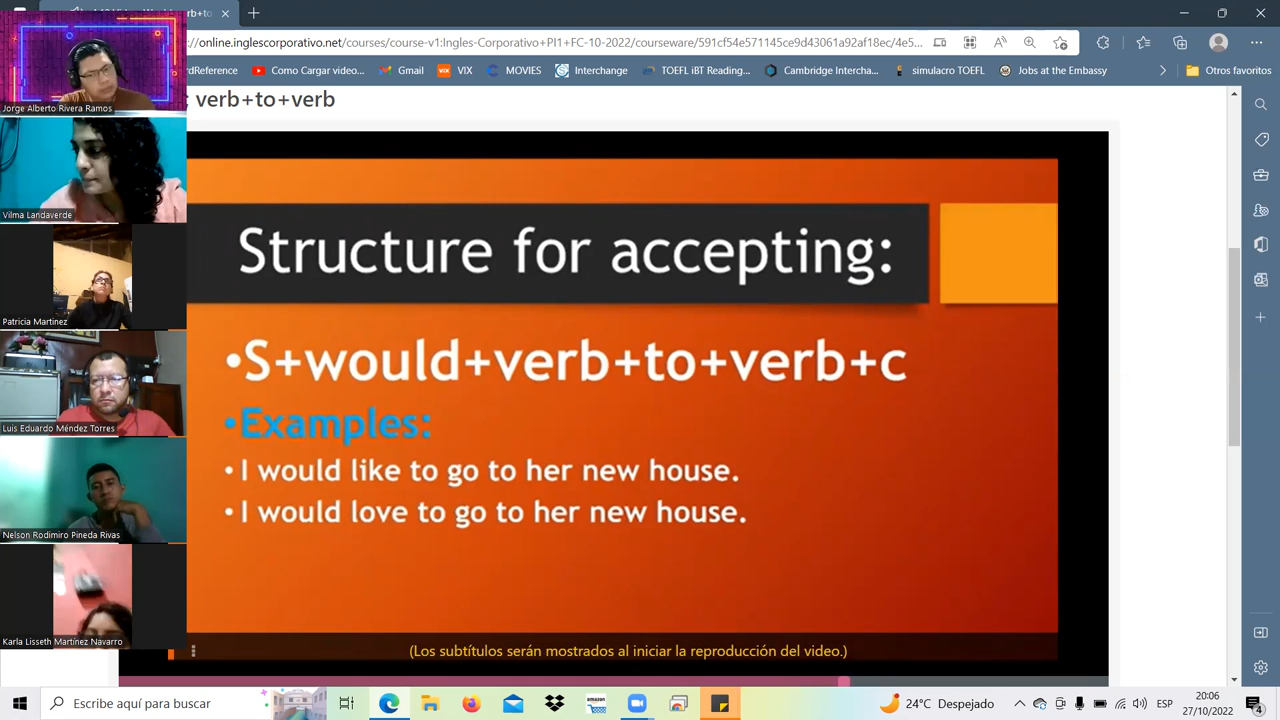 rb+to
://online.inglescorporativo.net/courses/course-v1:Ingles-Corporativo+PI1+FC-10-2022/courseware/591cf54e571145ce9d43061a92af18ec/4e5...
rdReference
Como Cargar video...
Gmail
VIX
MOVIES
Interchange
TOEFL iBT Reading...
Cambridge Intercha...
simulacro TOEFL
Jobs at the Embassy
Otros favoritos
: verb+to+verb
Jorge Alberto Rivera Ramos
Vilma Landaverde
Patricia Martinez
Luis Eduardo Méndez Torres
Nelson Rodimiro Pineda Rivas
Karla Lisseth Martínez Navarro
Structure for accepting:
•S+would+verb+to+verb+c
•Examples:
• I would like to go to her new house.
• I would love to go to her new house.
(Los subtítulos serán mostrados al iniciar la reproducción del video.)
Escribe aquí para buscar
amazon
24°C Despejado
ESP
20:06
27/10/2022
4